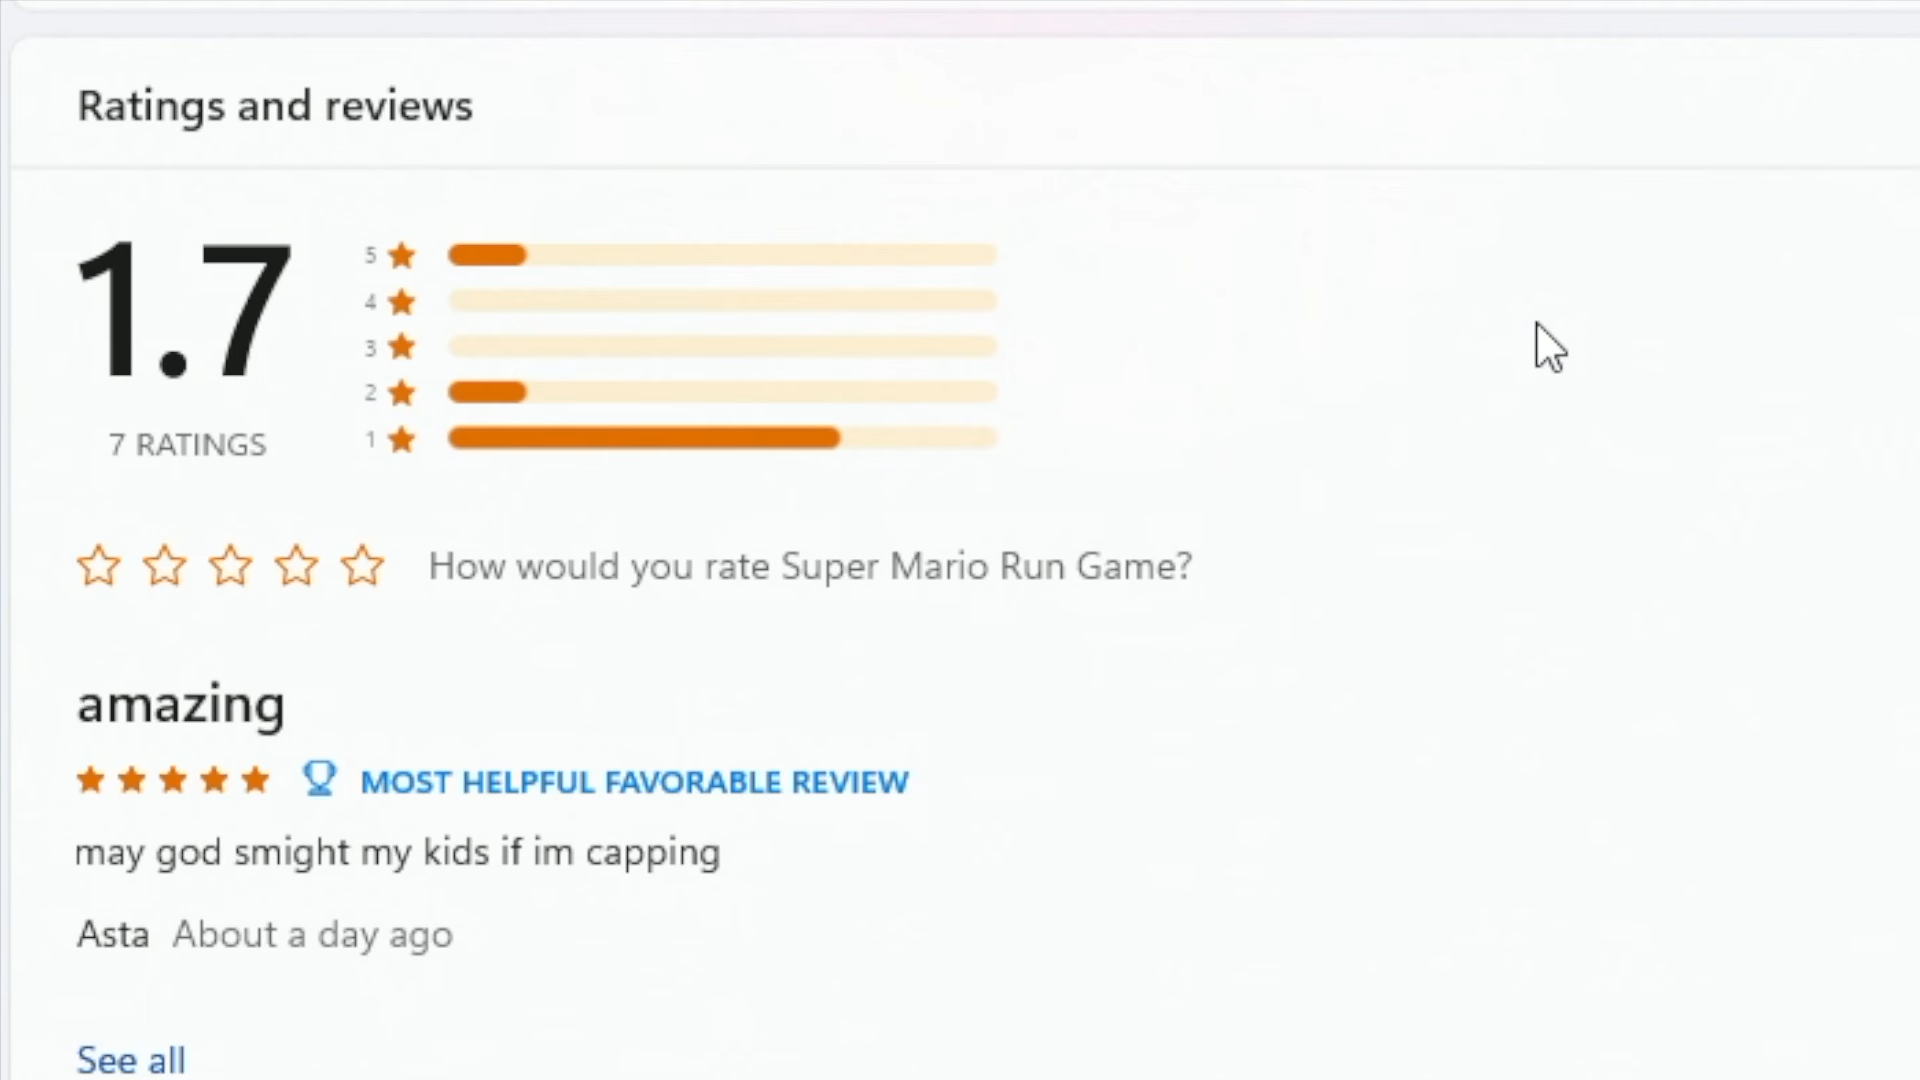 Ratings and reviews
1.7
7 RATINGS
5
4
3
2
1
How would you rate Super Mario Run Game?
amazing
MOST HELPFUL FAVORABLE REVIEW
may god smight my kids if im capping
Asta About a day ago
See all